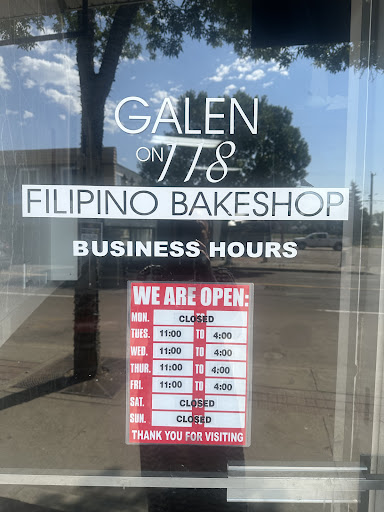 GALEN
ON 118
FILIPINO BAKESHOP
BUSINESS HOURS
WE ARE OPEN:
MON. CLOSED
TUES. 11:00 TO 4:00
WED. 11:00 TO 4:00
THUR. 11:00 TO 4:00
FRI. 11:00 TO 4:00
SAT. CLOSED
SUN. CLOSED
THANK YOU FOR VISITING